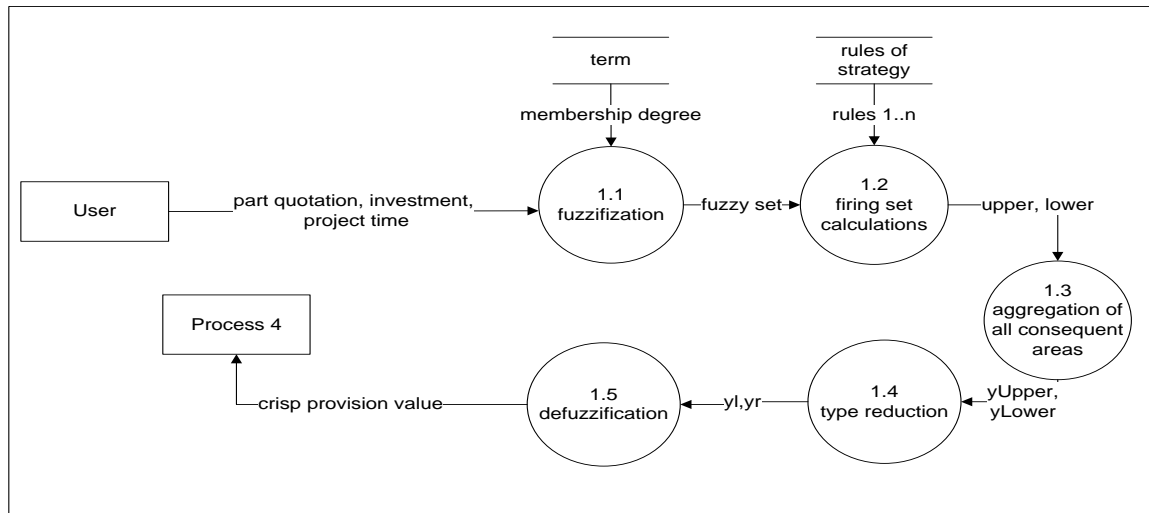 term
rules of
strategy
membership degree
rules 1..n
User
part quotation, investment,
project time
1.1
fuzzifization
fuzzy set
1.2
firing set
calculations
upper, lower
1.3
aggregation of
all consequent
areas
yUpper,
yLower
1.4
type reduction
yl,yr
1.5
defuzzification
crisp provision value
Process 4